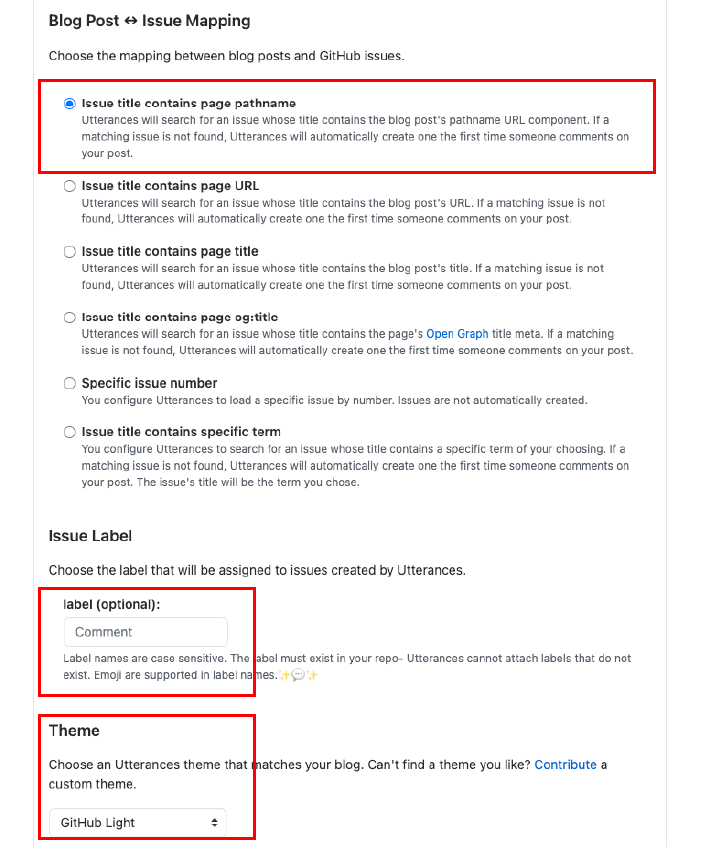 Blog Post ↔ Issue Mapping
Choose the mapping between blog posts and GitHub issues.
Issue title contains page pathname
Utterances will search for an issue whose title contains the blog post's pathname URL component. If a
matching issue is not found, Utterances will automatically create one the first time someone comments on
your post.
Issue title contains page URL
Utterances will search for an issue whose title contains the blog post's URL. If a matching issue is not
found, Utterances will automatically create one the first time someone comments on your post.
Issue title contains page title
Utterances will search for an issue whose title contains the blog post's title. If a matching issue is not
found, Utterances will automatically create one the first time someone comments on your post.
Issue title contains page og:title
Utterances will search for an issue whose title contains the page's Open Graph title meta. If a matching
issue is not found, Utterances will automatically create one the first time someone comments on your post.
Specific issue number
You configure Utterances to load a specific issue by number. Issues are not automatically created.
Issue title contains specific term
You configure Utterances to search for an issue whose title contains a specific term of your choosing. If a
matching issue is not found, Utterances will automatically create one the first time someone comments on
your post. The issue's title will be the term you chose.
Issue Label
Choose the label that will be assigned to issues created by Utterances.
label (optional):
Comment
Label names are case sensitive. The label must exist in your repo- Utterances cannot attach labels that do not
exist. Emoji are supported in label names.✨💬✨
Theme
Choose an Utterances theme that matches your blog. Can't find a theme you like? Contribute a
custom theme.
GitHub Light